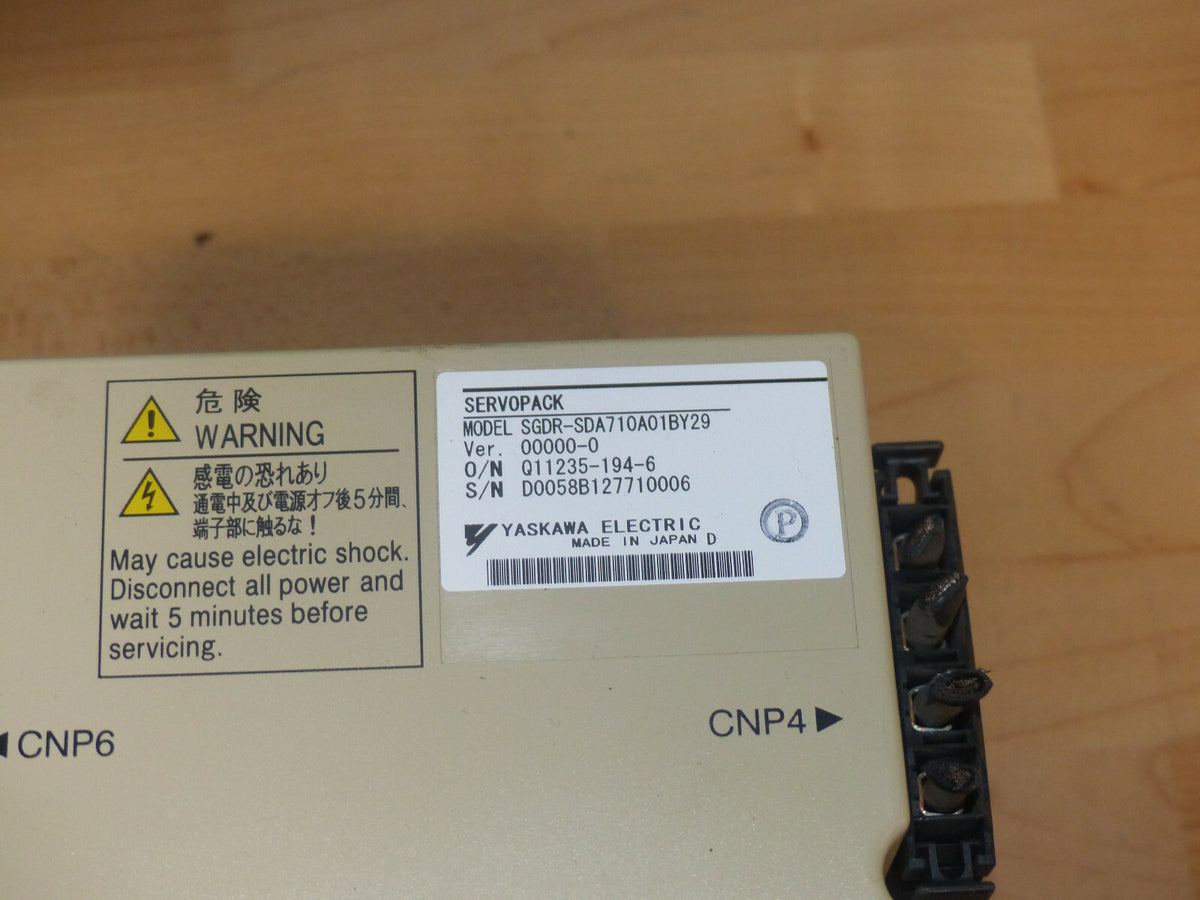 危険
WARNING
感電の恐れあり
通電中及び電源オフ後5分間、
端子部に触るな!
May cause electric shock.
Disconnect all power and
wait 5 minutes before
servicing.
SERVOPACK
MODEL SGDR-SDA710A01BY29
Ver. 00000-0
O/N Q11235-194-6
S/N D0058B127710006
YASKAWA ELECTRIC
MADE IN JAPAN D
P
CNP6
CNP4